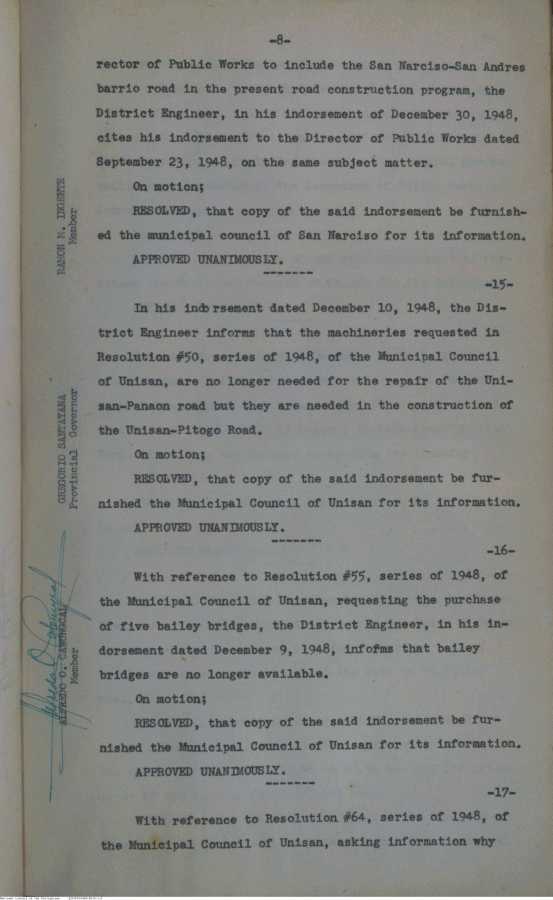 -8-
rector of Public Works to include the San Narciso-San Andres
barrio road in the present road construction program, the
District Engineer, in his indorsement of December 30, 1948,
cites his indorsement to the Director of Public Works dated
September 23, 1948, on the same subject matter.
On motion;
RESOLVED, that copy of the said indorsement be furnish-
ed the municipal council of San Narciso for its information.
APPROVED UNANIMOUSLY.
-------
-15-
In his indorsement dated December 10, 1948, the Dis-
trict Engineer informs that the machineries requested in
Resolution #50, series of 1948, of the Municipal Council
of Unisan, are no longer needed for the repair of the Uni-
san-Panaon road but they are needed in the construction of
the Unisan-Pitogo Road.
On motion;
RESOLVED, that copy of the said indorsement be fur-
nished the Municipal Council of Unisan for its information.
APPROVED UNANIMOUSLY.
-------
-16-
With reference to Resolution #55, series of 1948, of
the Municipal Council of Unisan, requesting the purchase
of five bailey bridges, the District Engineer, in his in-
dorsement dated December 9, 1948, informs that bailey
bridges are no longer available.
On motion;
RESOLVED, that copy of the said indorsement be fur-
nished the Municipal Council of Unisan for its information.
APPROVED UNANIMOUSLY.
-------
-17-
With reference to Resolution #64, series of 1948, of
the Municipal Council of Unisan, asking information why
RAMON M. INGENTE
Member
GREGORIO SANTAYANA
Provincial Governor
ALFREDO O. CABUNGCAL
Member